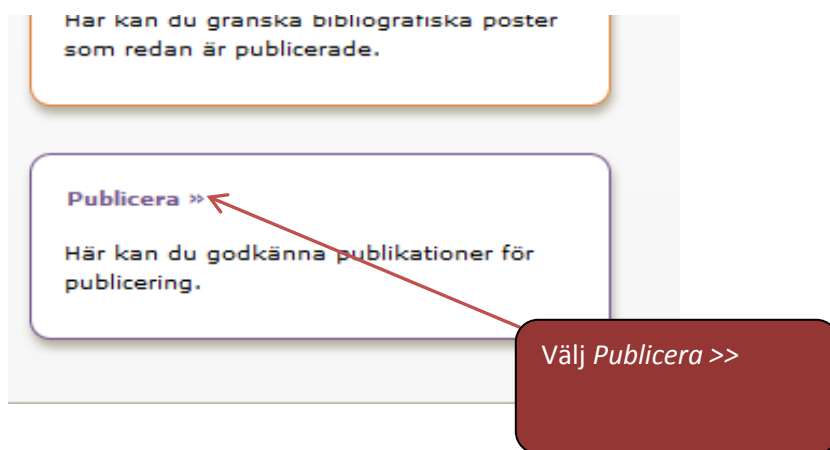 Här kan du granska bibliografiska poster
som redan är publicerade.
Publicera »
Här kan du godkänna publikationer för
publicering.
Välj Publicera >>